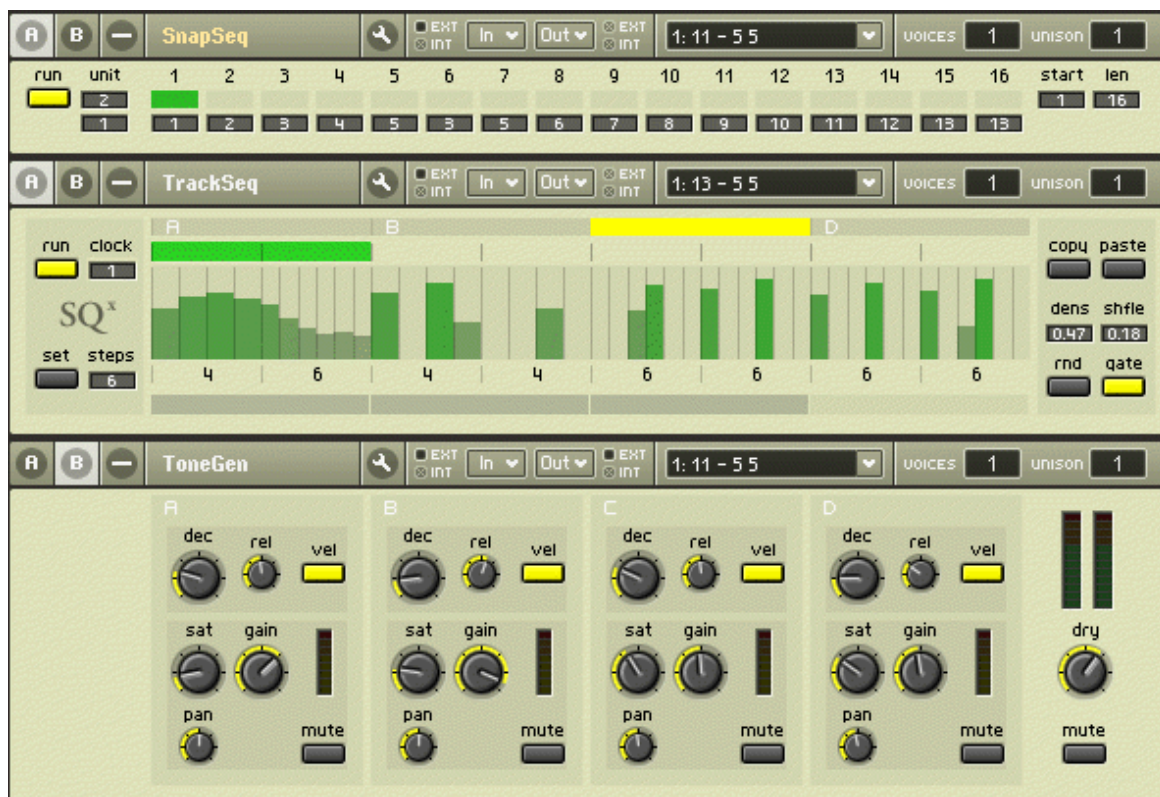 A B SnapSeq EXT INT In Out EXT INT 1: 11 - 5 5 VOICES 1 UNISON 1
run unit 1 2 3 4 5 6 7 8 9 10 11 12 13 14 15 16 start len
2 1 16
1 1 2 3 4 5 3 5 6 7 8 9 10 11 12 13 13
A B TrackSeq EXT INT In Out EXT INT 1: 13 - 5 5 VOICES 1 UNISON 1
A B D
run clock copy paste
1
SQx dens shfle
0.47 0.18
set steps rnd gate
6 4 6 4 4 6 6 6 6
A B ToneGen EXT INT In Out EXT INT 1: 11 - 5 5 VOICES 1 UNISON 1
A B C D
dec rel vel dec rel vel dec rel vel dec rel vel
sat gain sat gain sat gain sat gain dry
pan mute pan mute pan mute pan mute mute